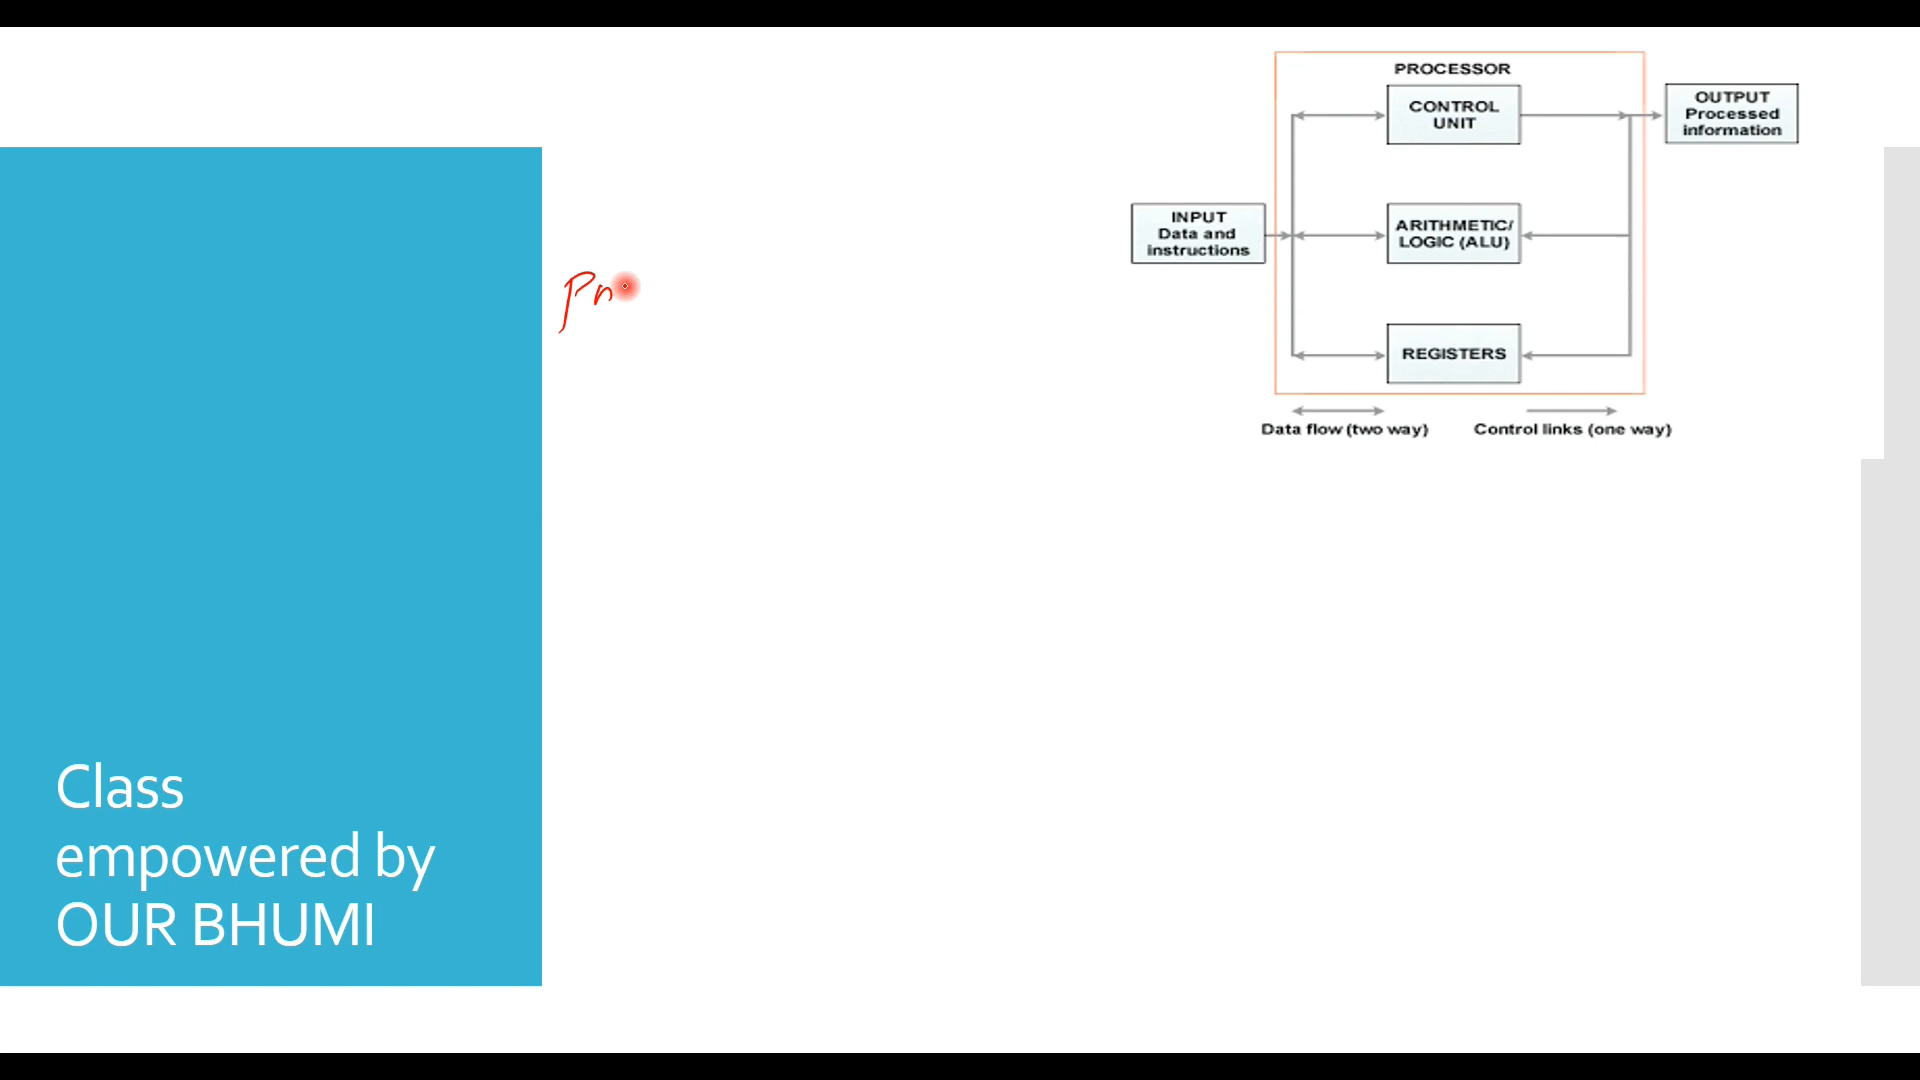 PROCESSOR
CONTROL
UNIT
OUTPUT
Processed
information
INPUT
Data and
instructions
ARITHMETIC/
LOGIC (ALU)
REGISTERS
Data flow (two way)
Control links (one way)
Pr
Class
empowered by
OUR BHUMI